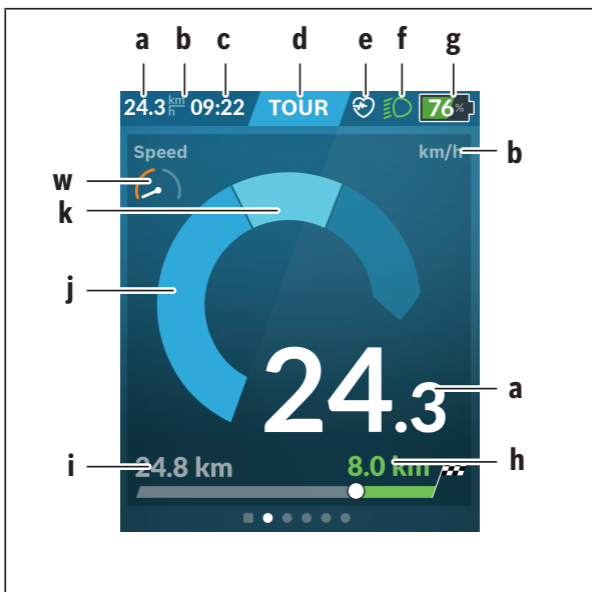 a b c d e f g
24.3 km/h 09:22 TOUR 76%
Speed km/h b
w
k
j
24.3 a
i 24.8 km 8.0 km h